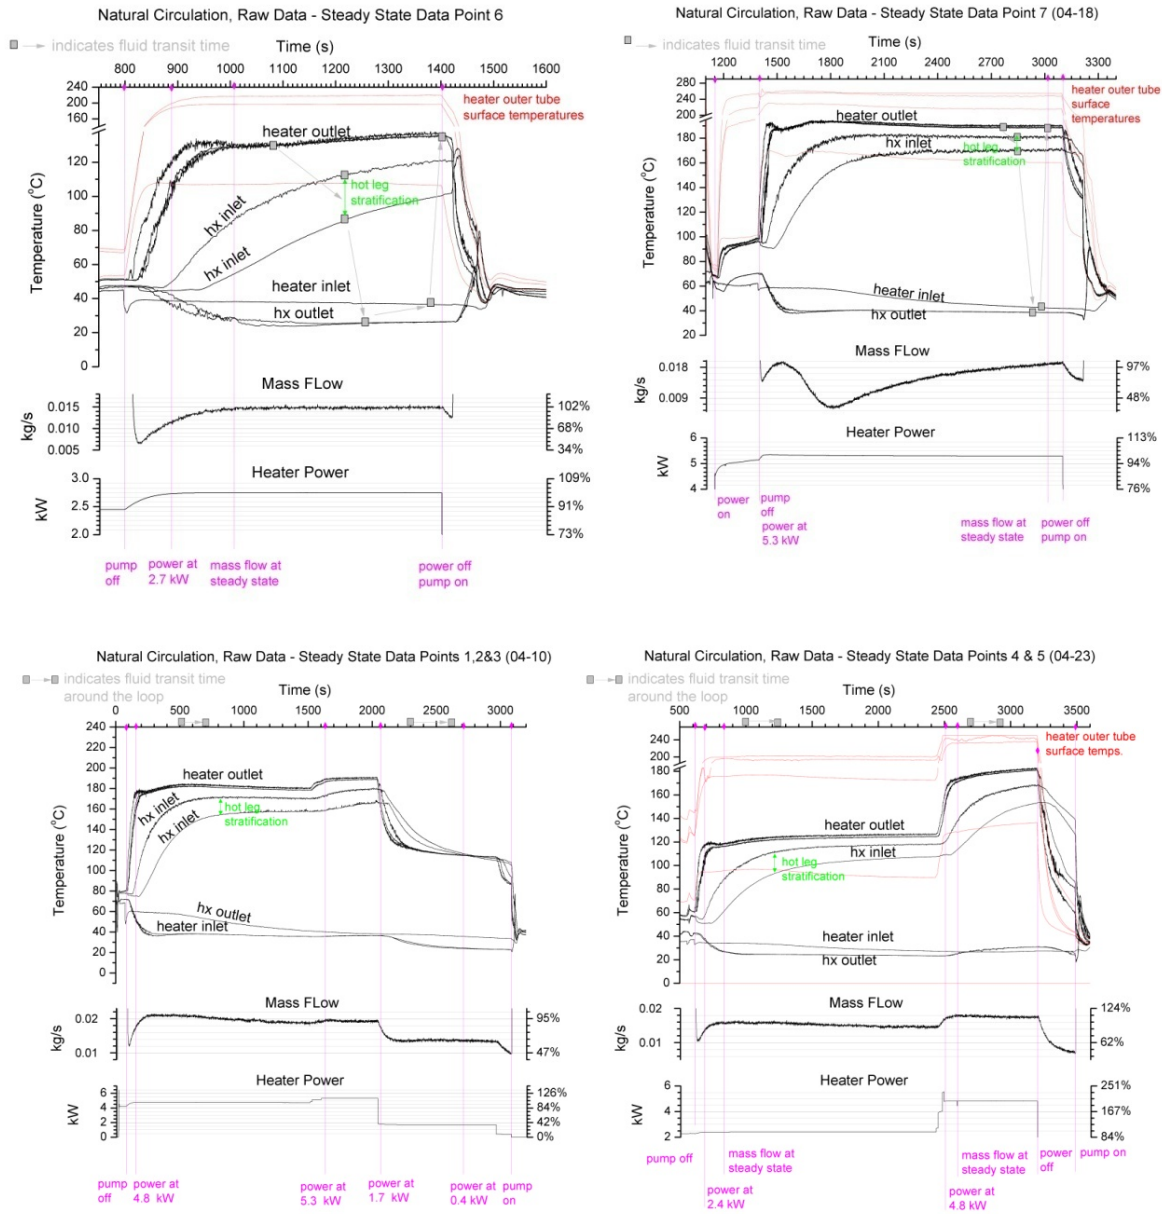 Natural Circulation, Raw Data - Steady State Data Point 6
indicates fluid transit time
Time (s)
800 900 1000 1100 1200 1300 1400 1500 1600
240
200
160
120
100
80
60
40
20
0
Temperature (°C)
heater outer tube
surface temperatures
heater outlet
hx inlet
hot leg
stratification
hx inlet
heater inlet
hx outlet
Mass FLow
kg/s
0.015
0.010
0.005
102%
68%
34%
Heater Power
kW
3.0
2.5
2.0
109%
91%
73%
pump
off
power at
2.7 kW
mass flow at
steady state
power off
pump on
Natural Circulation, Raw Data - Steady State Data Point 7 (04-18)
indicates fluid transit time
Time (s)
1200 1500 1800 2100 2400 2700 3000 3300
280
240
200
180
160
140
120
100
80
60
40
20
Temperature (°C)
heater outer tube
surface
temperatures
heater outlet
hx inlet
hot leg
stratification
heater inlet
hx outlet
Mass FLow
kg/s
0.018
0.009
97%
48%
Heater Power
kW
6
5
4
113%
94%
76%
power
on
pump
off
power at
5.3 kW
mass flow at
steady state
power off
pump on
Natural Circulation, Raw Data - Steady State Data Points 1,2&3 (04-10)
indicates fluid transit time
around the loop
Time (s)
0 500 1000 1500 2000 2500 3000
240
220
200
180
160
140
120
100
80
60
40
20
0
Temperature (°C)
heater outlet
hx inlet
hx inlet
hot leg
stratification
hx outlet
heater inlet
Mass FLow
kg/s
0.02
0.01
95%
47%
Heater Power
kW
6
4
2
0
126%
84%
42%
0%
pump
off
power at
4.8 kW
power at
5.3 kW
power at
1.7 kW
power at
0.4 kW
pump
on
Natural Circulation, Raw Data - Steady State Data Points 4 & 5 (04-23)
indicates fluid transit time
around the loop
Time (s)
500 1000 1500 2000 2500 3000 3500
240
200
180
160
140
120
100
80
60
40
20
0
Temperature (°C)
heater outer tube
surface temps.
heater outlet
hx inlet
hot leg
stratification
heater inlet
hx outlet
Mass FLow
kg/s
0.02
0.01
124%
62%
Heater Power
kW
6
4
2
251%
167%
84%
pump off
mass flow at
steady state
power at
2.4 kW
mass flow at
steady state
power at
4.8 kW
power
off
pump on